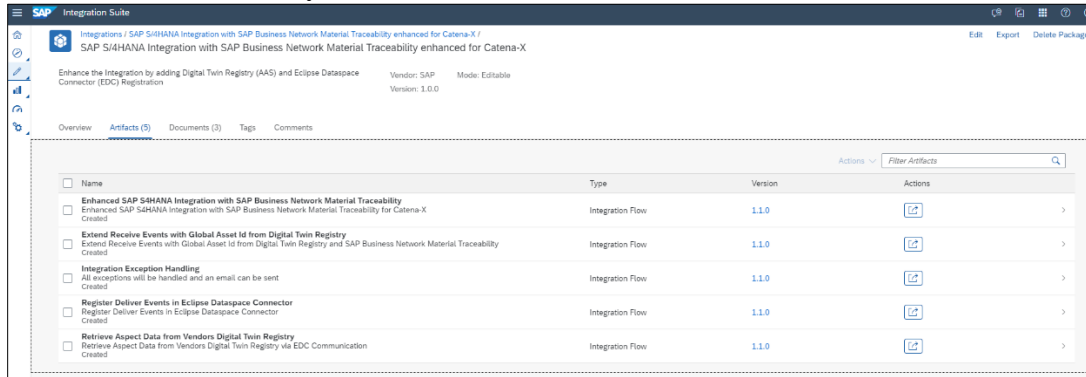 SAP Integration Suite
Integrations / SAP S/4HANA Integration with SAP Business Network Material Traceability enhanced for Catena-X /
SAP S/4HANA Integration with SAP Business Network Material Traceability enhanced for Catena-X
Edit Export Delete Package
Enhance the Integration by adding Digital Twin Registry (AAS) and Eclipse Dataspace
Connector (EDC) Registration
Vendor: SAP Mode: Editable
Version: 1.0.0
Overview Artifacts (5) Documents (3) Tags Comments
Actions Filter Artifacts
Name Type Version Actions
Enhanced SAP S4HANA Integration with SAP Business Network Material Traceability
Enhanced SAP S4HANA Integration with SAP Business Network Material Traceability for Catena-X
Created
Integration Flow 1.1.0
Extend Receive Events with Global Asset Id from Digital Twin Registry
Extend Receive Events with Global Asset Id from Digital Twin Registry and SAP Business Network Material Traceability
Created
Integration Flow 1.1.0
Integration Exception Handling
All exceptions will be handled and an email can be sent
Created
Integration Flow 1.1.0
Register Deliver Events in Eclipse Dataspace Connector
Register Deliver Events in Eclipse Dataspace Connector
Created
Integration Flow 1.1.0
Retrieve Aspect Data from Vendors Digital Twin Registry
Retrieve Aspect Data from Vendors Digital Twin Registry via EDC Communication
Created
Integration Flow 1.1.0